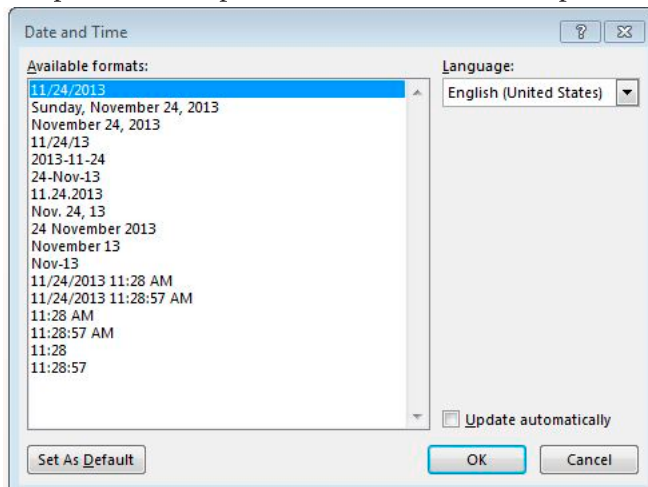 Date and Time
Available formats:
Language:
11/24/2013
English (United States)
Sunday, November 24, 2013
November 24, 2013
11/24/13
2013-11-24
24-Nov-13
11.24.2013
Nov. 24, 13
24 November 2013
November 13
Nov-13
11/24/2013 11:28 AM
11/24/2013 11:28:57 AM
11:28 AM
11:28:57 AM
11:28
11:28:57
Update automatically
Set As Default
OK
Cancel